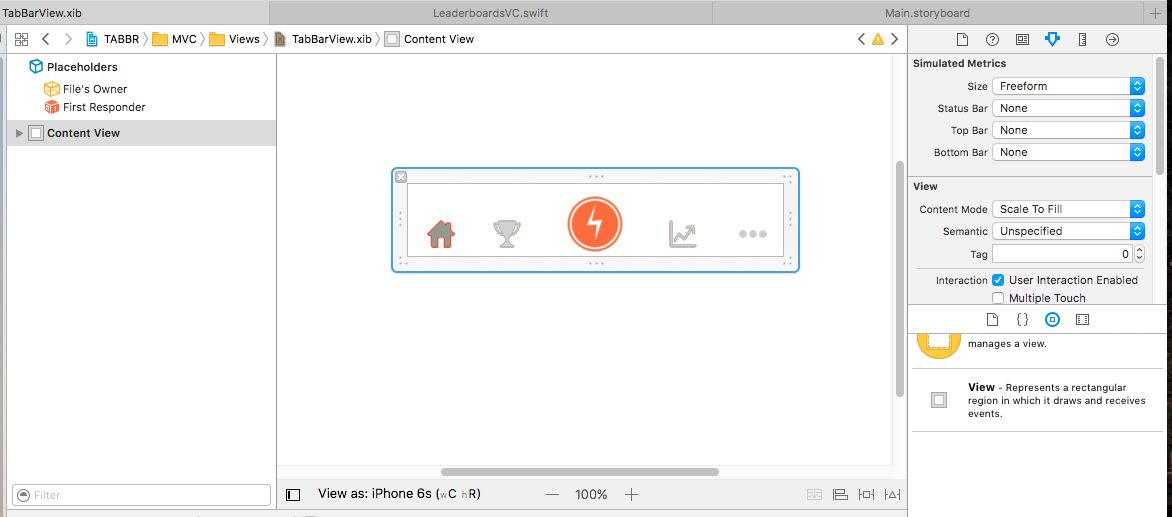 TabBarView.xib
LeaderboardsVC.swift
Main.storyboard
TABBR
MVC
Views
TabBarView.xib
Content View
Placeholders
File's Owner
First Responder
Content View
Simulated Metrics
Size Freeform
Status Bar None
Top Bar None
Bottom Bar None
View
Content Mode Scale To Fill
Semantic Unspecified
Tag 0
Interaction User Interaction Enabled
Multiple Touch
manages a view.
View - Represents a rectangular
region in which it draws and receives
events.
Filter
View as: iPhone 6s (wC hR)
100%